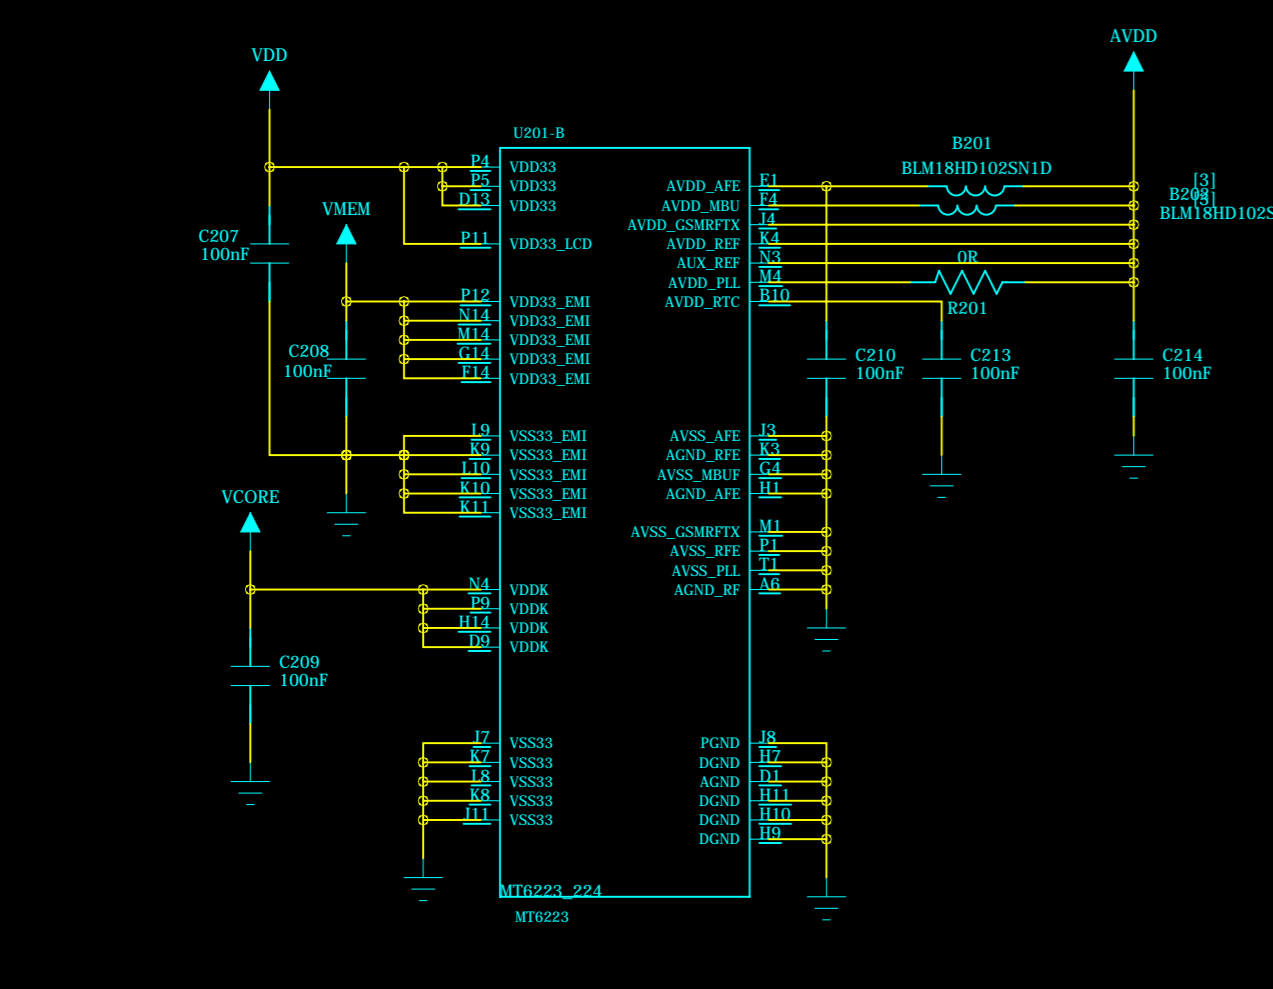 AVDD
VDD
U201-B
B201
BLM18HD102SN1D
P4 VDD33
P5 VDD33
D13 VDD33
P11 VDD33_LCD
VMEM
C207
100nF
P12 VDD33_EMI
N14 VDD33_EMI
M14 VDD33_EMI
G14 VDD33_EMI
F14 VDD33_EMI
C208
100nF
L9 VSS33_EMI
K9 VSS33_EMI
L10 VSS33_EMI
K10 VSS33_EMI
K11 VSS33_EMI
VCORE
N4 VDDK
P9 VDDK
H14 VDDK
D9 VDDK
C209
100nF
J7 VSS33
K7 VSS33
L8 VSS33
K8 VSS33
J11 VSS33
AVDD_AFE E1
AVDD_MBU F4
AVDD_GSMRFTX J4
AVDD_REF K4
AUX_REF N3
AVDD_PLL M4
AVDD_RTC B10
[3]
BLM18HD102S
0R
R201
C210
100nF
C213
100nF
C214
100nF
AVSS_AFE J3
AGND_RFE K3
AVSS_MBUF G4
AGND_AFE H1
AVSS_GSMRFTX M1
AVSS_RFE P1
AVSS_PLL T1
AGND_RF A6
PGND J8
DGND H7
AGND D1
DGND H11
DGND H10
DGND H9
MT6223_224
MT6223